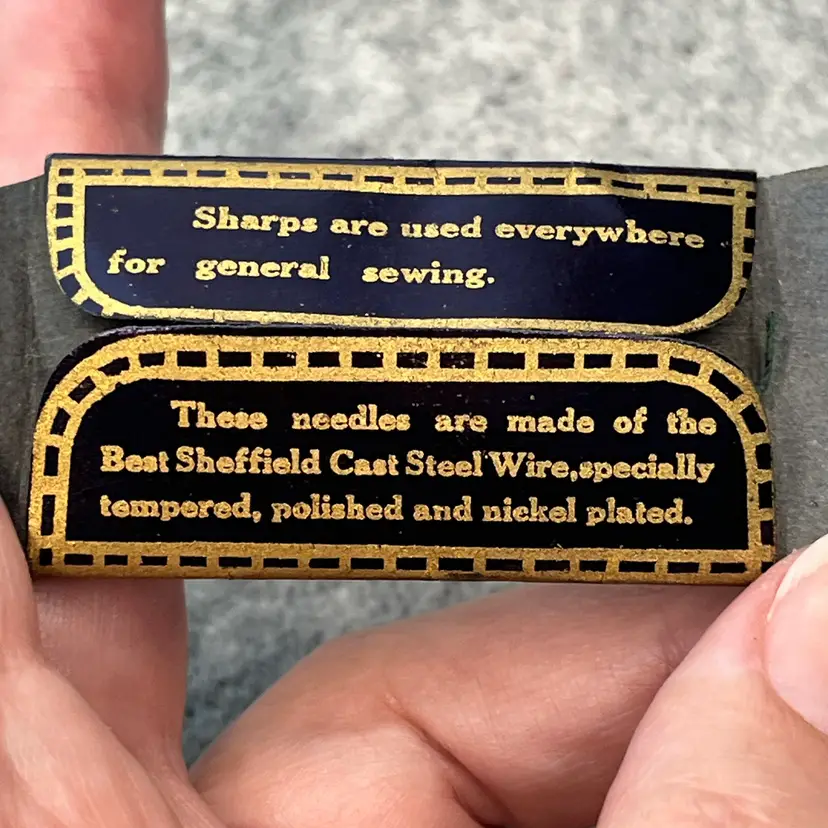 Sharps are used everywhere
for general sewing.
These needles are made of the
Best Sheffield Cast Steel Wire, specially
tempered, polished and nickel plated.